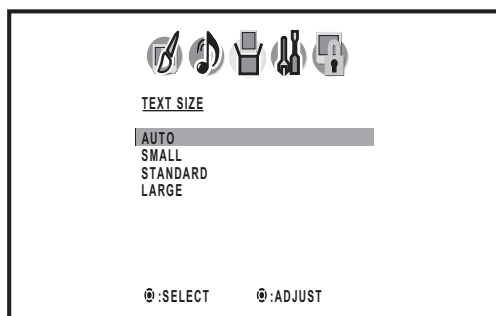 TEXT SIZE
AUTO
SMALL
STANDARD
LARGE
:SELECT :ADJUST